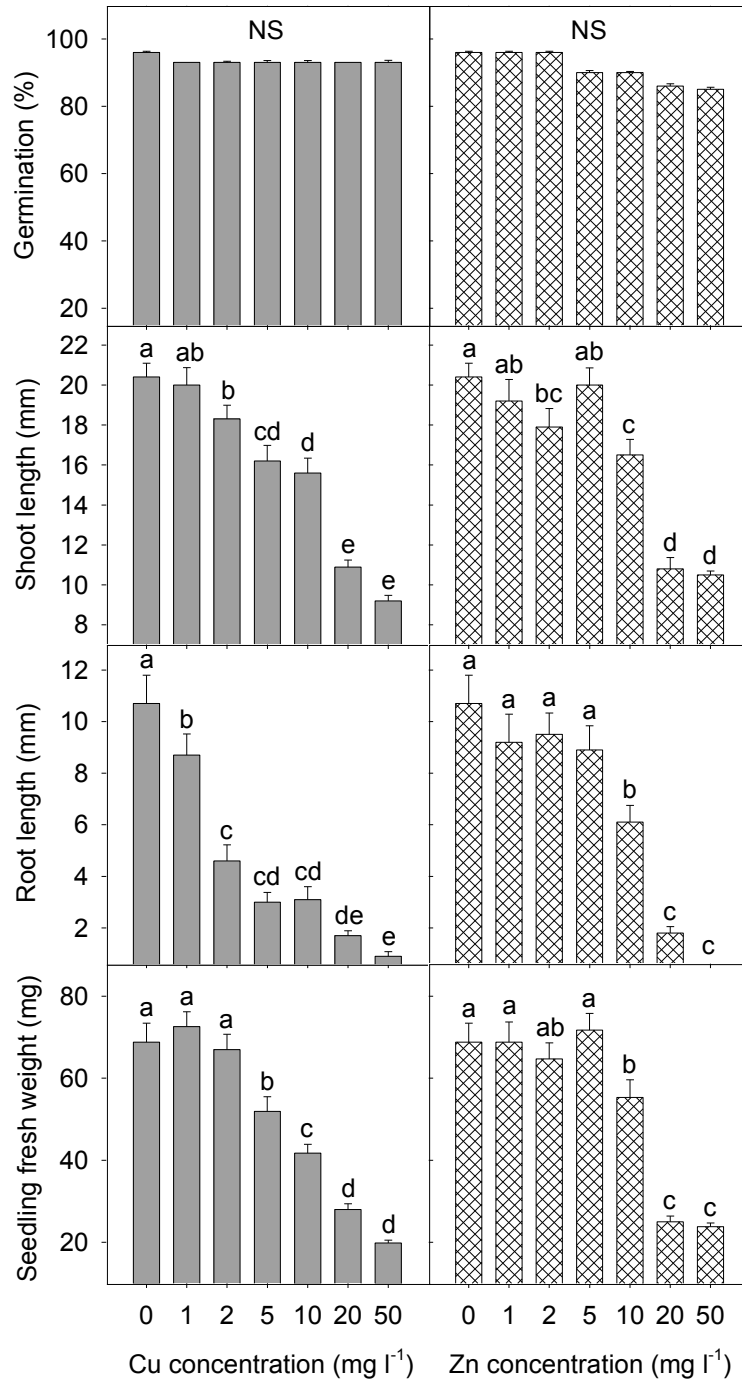 NS NS
Germination (%)
100
80
60
40
20
Shoot length (mm)
22
20
18
16
14
12
10
8
a ab b cd d e e
a ab bc ab c d d
Root length (mm)
12
10
8
6
4
2
a b c cd cd de e
a a a a b c c
Seedling fresh weight (mg)
80
60
40
20
a a a b c d d
a a ab a b c c
0 1 2 5 10 20 50 0 1 2 5 10 20 50
Cu concentration (mg l⁻¹) Zn concentration (mg l⁻¹)